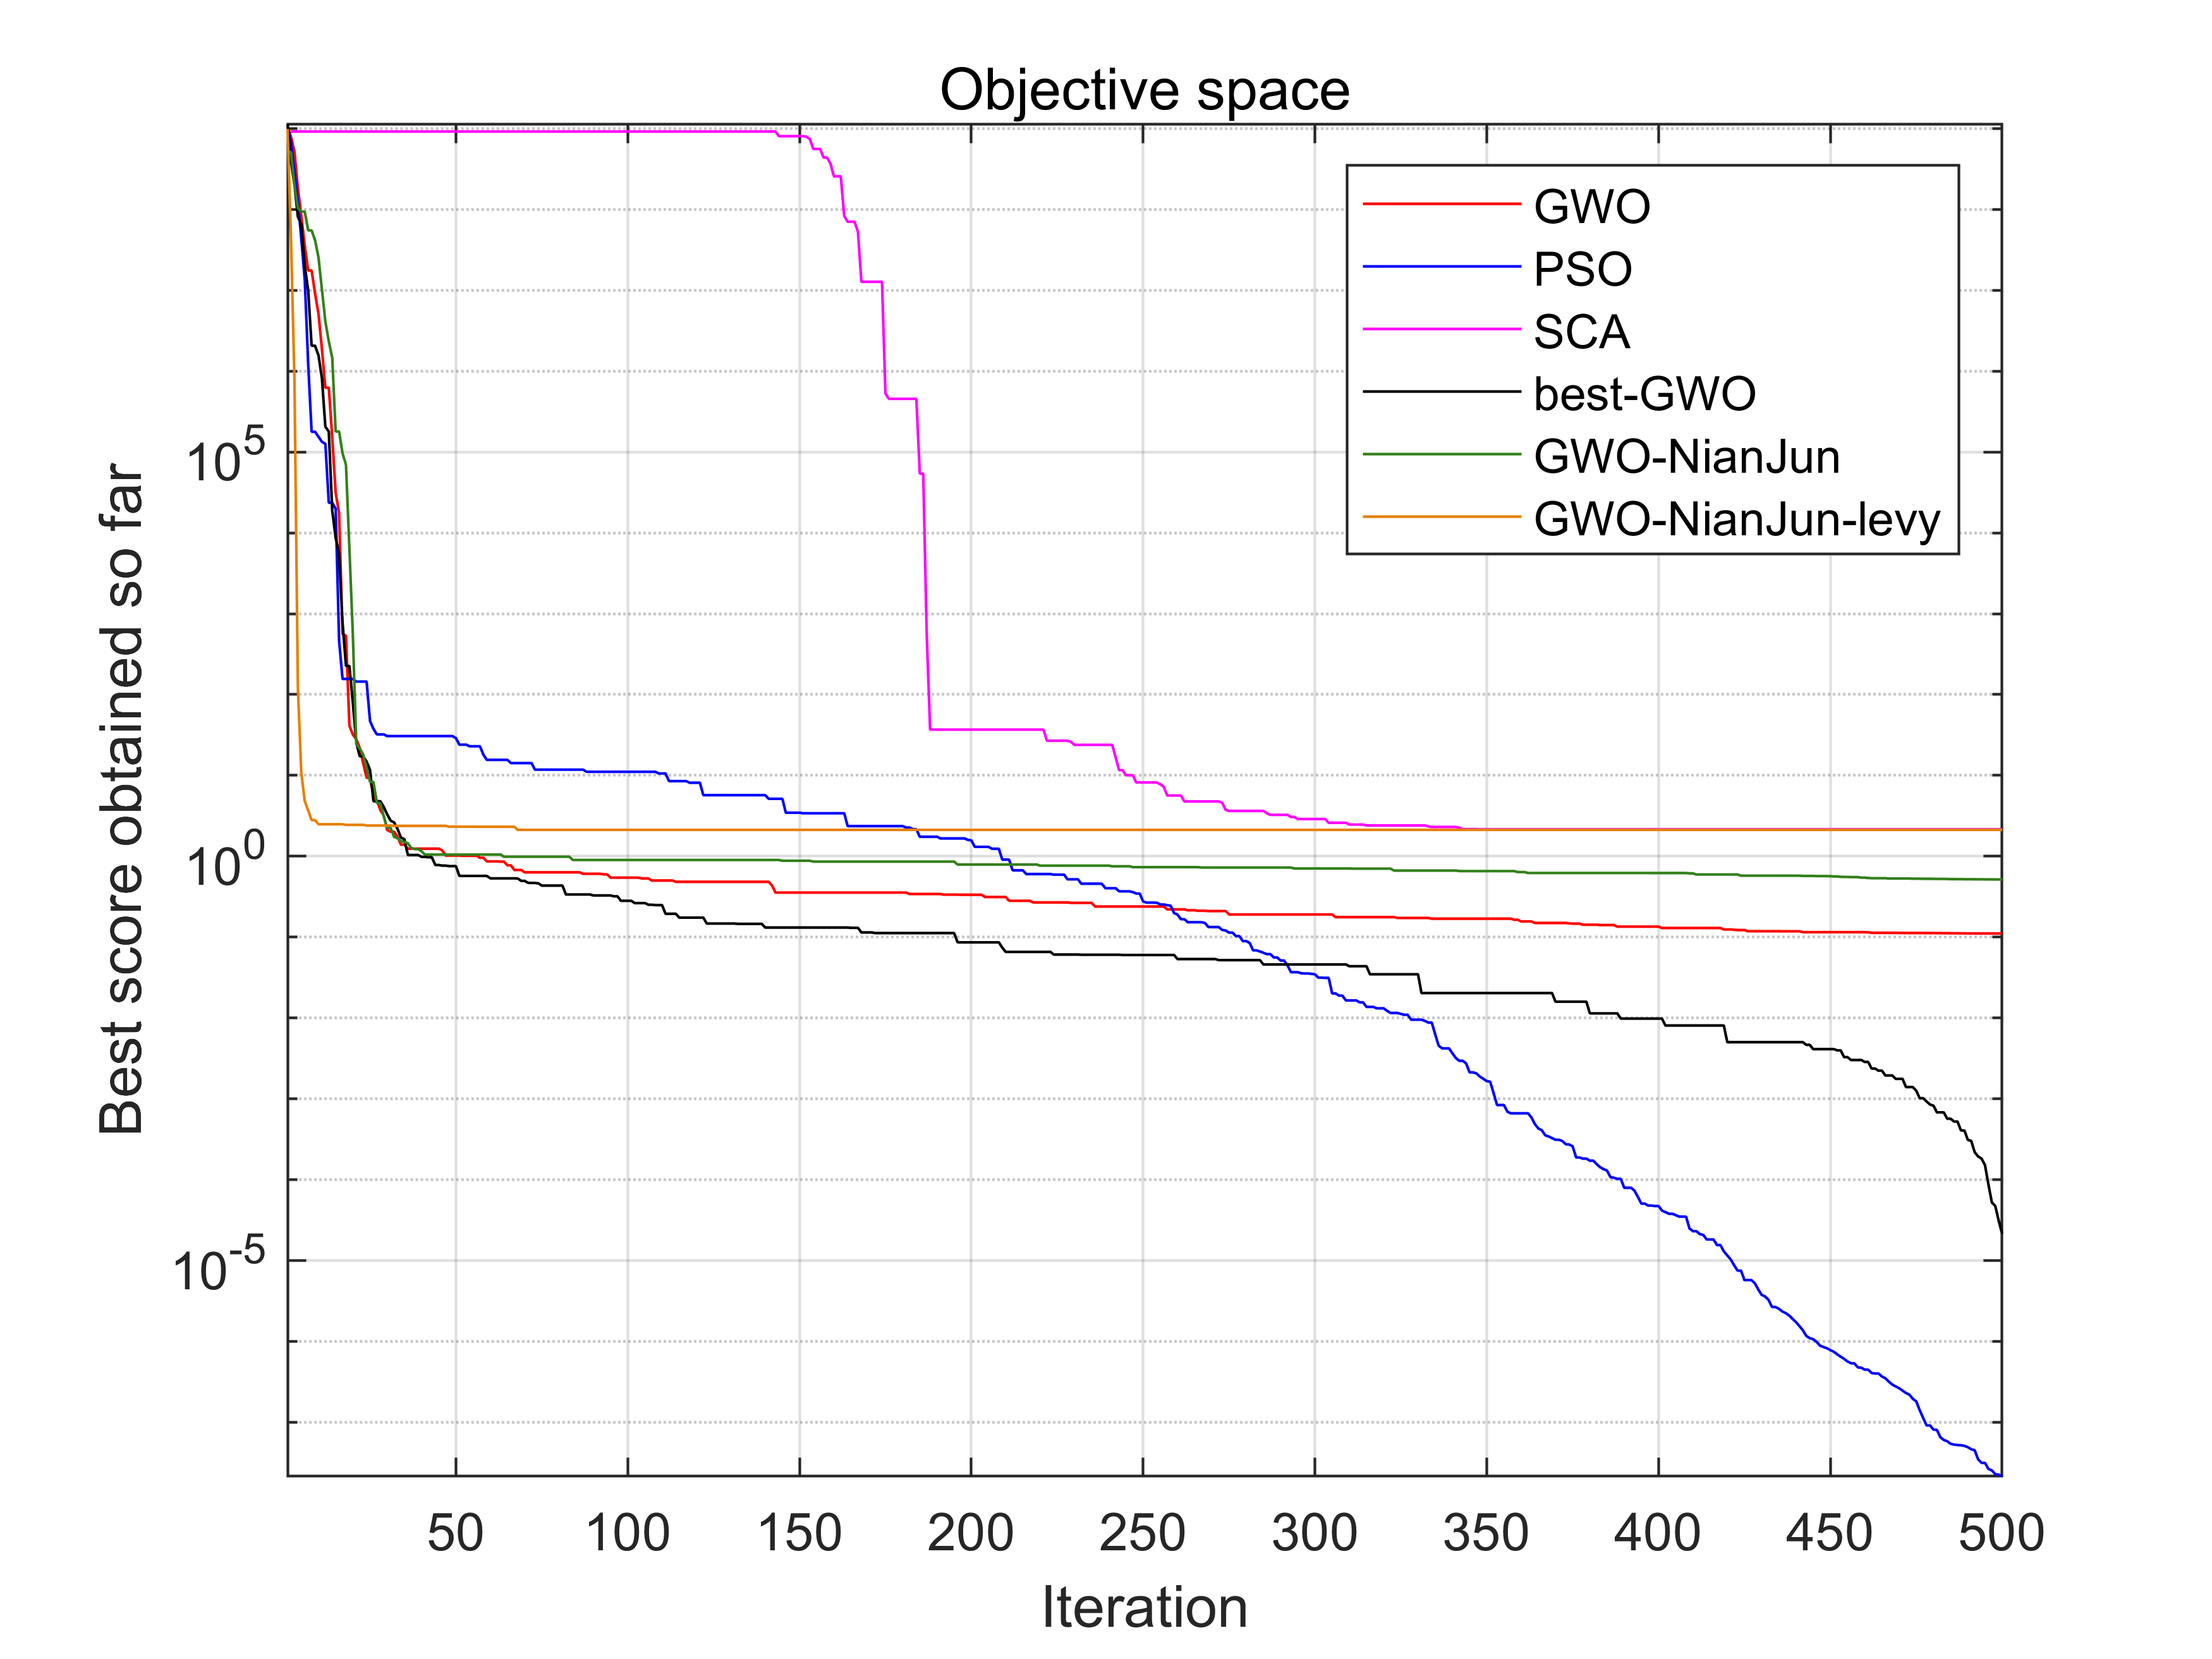 Objective space
GWO
PSO
SCA
best-GWO
GWO-NianJun
GWO-NianJun-levy
Best score obtained so far
10^5
10^0
10^-5
50 100 150 200 250 300 350 400 450 500
Iteration